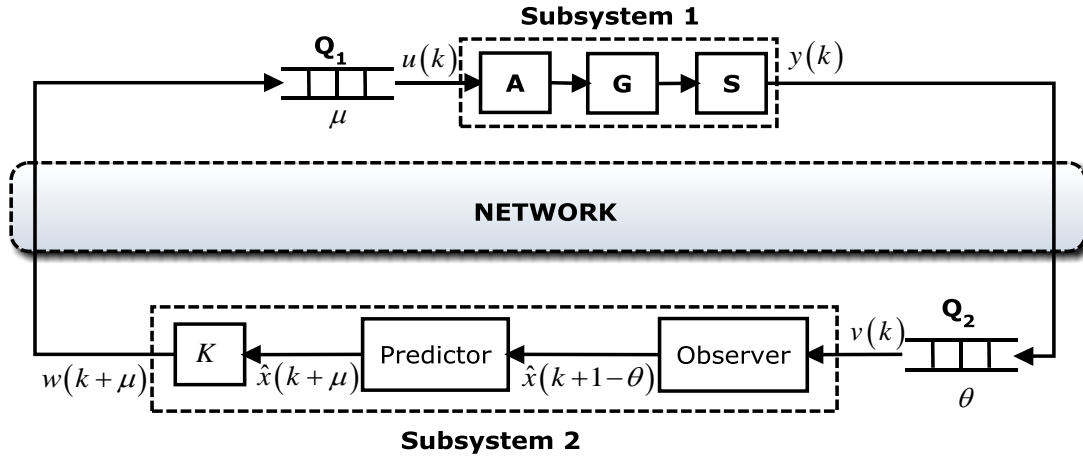 Subsystem 1
Q1
u(k)
y(k)
A
G
S
μ
NETWORK
Q2
v(k)
K
Predictor
Observer
w(k+μ)
x̂(k+μ)
x̂(k+1−θ)
θ
Subsystem 2